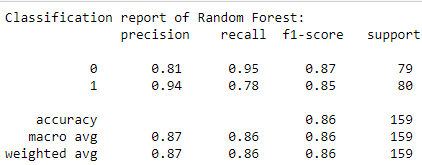 Classification report of Random Forest:
precision recall f1-score support
0 0.81 0.95 0.87 79
1 0.94 0.78 0.85 80
accuracy 0.86 159
macro avg 0.87 0.86 0.86 159
weighted avg 0.87 0.86 0.86 159